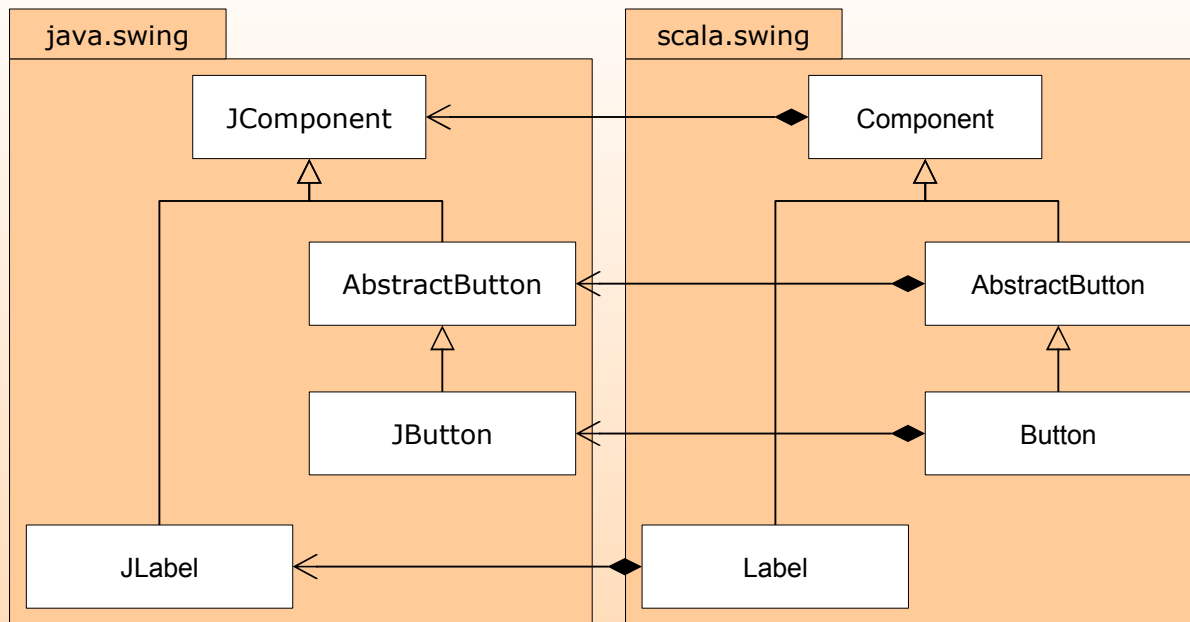 java.swing
scala.swing
JComponent
Component
AbstractButton
AbstractButton
JButton
Button
JLabel
Label